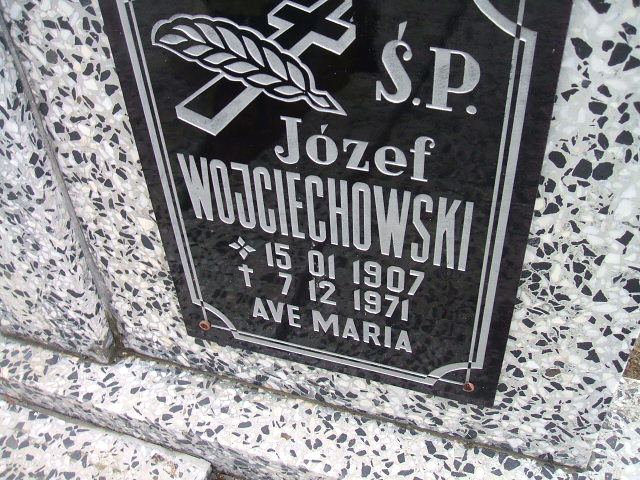 Ś.P.
Józef
WOJCIECHOWSKI
15 01 1907
† 7 12 1971
AVE MARIA